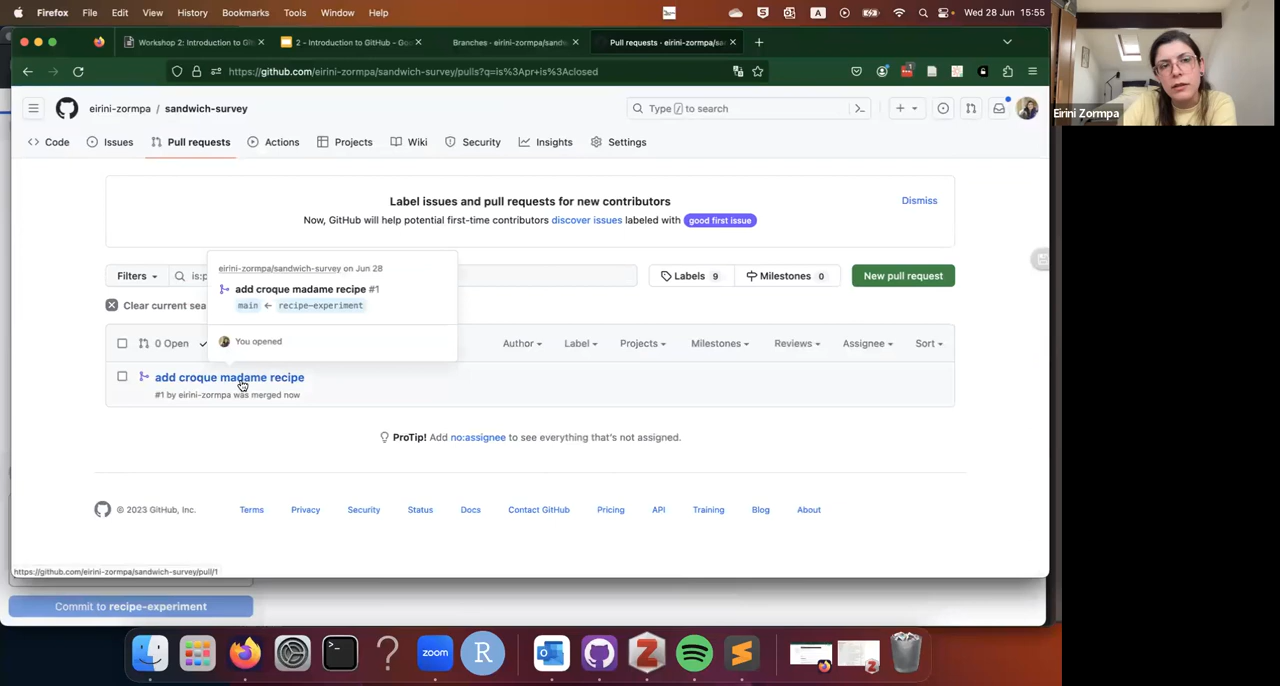 Firefox File Edit View History Bookmarks Tools Window Help A Wed 28 Jun 15:55
Workshop 2: Introduction to Gi 2 - Introduction to GitHub - Goo Branches · eirini-zormpa/sandw Pull requests · eirini-zormpa/sa
https://github.com/eirini-zormpa/sandwich-survey/pulls?q=is%3Apr+is%3Aclosed
eirini-zormpa / sandwich-survey Type / to search
Code Issues Pull requests Actions Projects Wiki Security Insights Settings
Label issues and pull requests for new contributors
Dismiss
Now, GitHub will help potential first-time contributors discover issues labeled with good first issue
Filters is:p Labels 9 Milestones 0 New pull request
eirini-zormpa/sandwich-survey on Jun 28
add croque madame recipe #1
main ← recipe-experiment
You opened
Clear current sea
0 Open Author Label Projects Milestones Reviews Assignee Sort
add croque madame recipe
#1 by eirini-zormpa was merged now
ProTip! Add no:assignee to see everything that's not assigned.
© 2023 GitHub, Inc. Terms Privacy Security Status Docs Contact GitHub Pricing API Training Blog About
https://github.com/eirini-zormpa/sandwich-survey/pull/1
Commit to recipe-experiment
zoom R Z
Eirini Zormpa